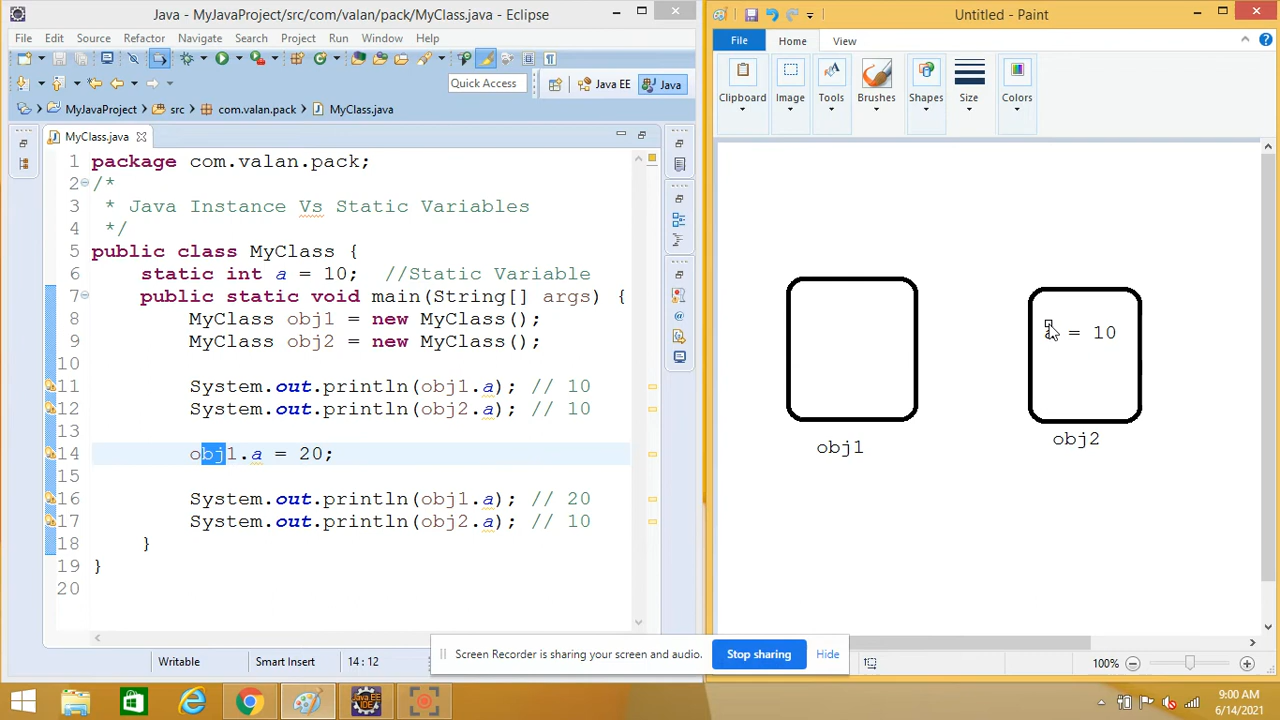 Java - MyJavaProject/src/com/valan/pack/MyClass.java - Eclipse
File Edit Source Refactor Navigate Search Project Run Window Help
Quick Access
Java EE
Java
MyJavaProject
src
com.valan.pack
MyClass.java
MyClass.java
1 package com.valan.pack;
2 /*
3 * Java Instance Vs Static Variables
4 */
5 public class MyClass {
6 static int a = 10; //Static Variable
7 public static void main(String[] args) {
8 MyClass obj1 = new MyClass();
9 MyClass obj2 = new MyClass();
10
11 System.out.println(obj1.a); // 10
12 System.out.println(obj2.a); // 10
13
14 obj1.a = 20;
15
16 System.out.println(obj1.a); // 20
17 System.out.println(obj2.a); // 10
18 }
19 }
20
Writable
Smart Insert
14 : 12
Untitled - Paint
File Home View
Clipboard
Image
Tools
Brushes
Shapes
Size
Colors
= 10
obj1
obj2
100%
Screen Recorder is sharing your screen and audio.
Stop sharing
Hide
Java EE
IDE
9:00 AM
6/14/2021